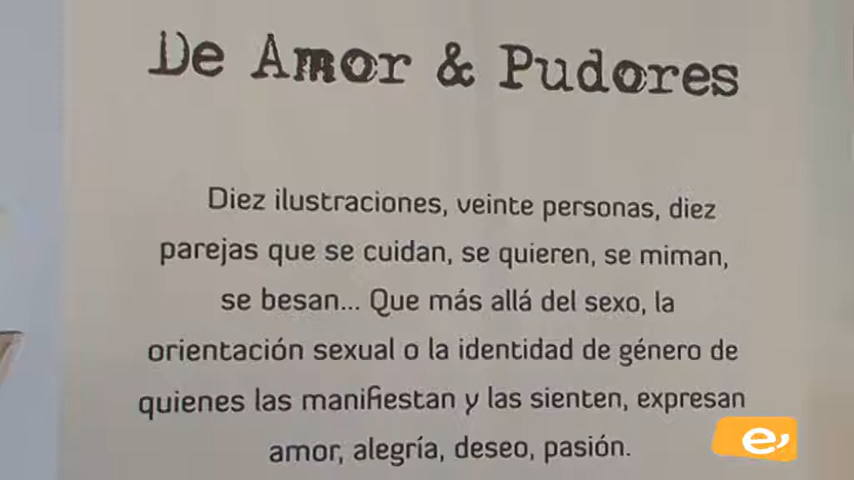 De Amor & Pudores
Diez ilustraciones, veinte personas, diez
parejas que se cuidan, se quieren, se miman,
se besan... Que más allá del sexo, la
orientación sexual o la identidad de género de
quienes las manifiestan y las sienten, expresan
amor, alegría, deseo, pasión.
e